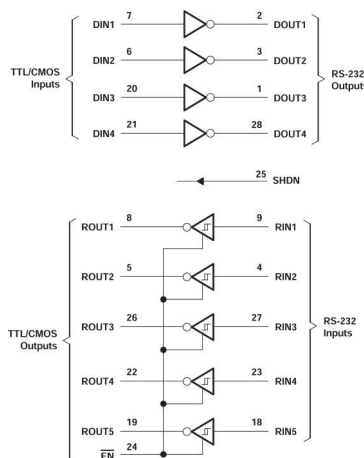 DIN1 7 2 DOUT1
DIN2 6 3 DOUT2
TTL/CMOS
Inputs
RS-232
Outputs
DIN3 20 1 DOUT3
DIN4 21 28 DOUT4
25 SHDN
ROUT1 8 9 RIN1
ROUT2 5 4 RIN2
TTL/CMOS
Outputs
ROUT3 26 27 RIN3
RS-232
Inputs
ROUT4 22 23 RIN4
ROUT5 19 18 RIN5
EN 24